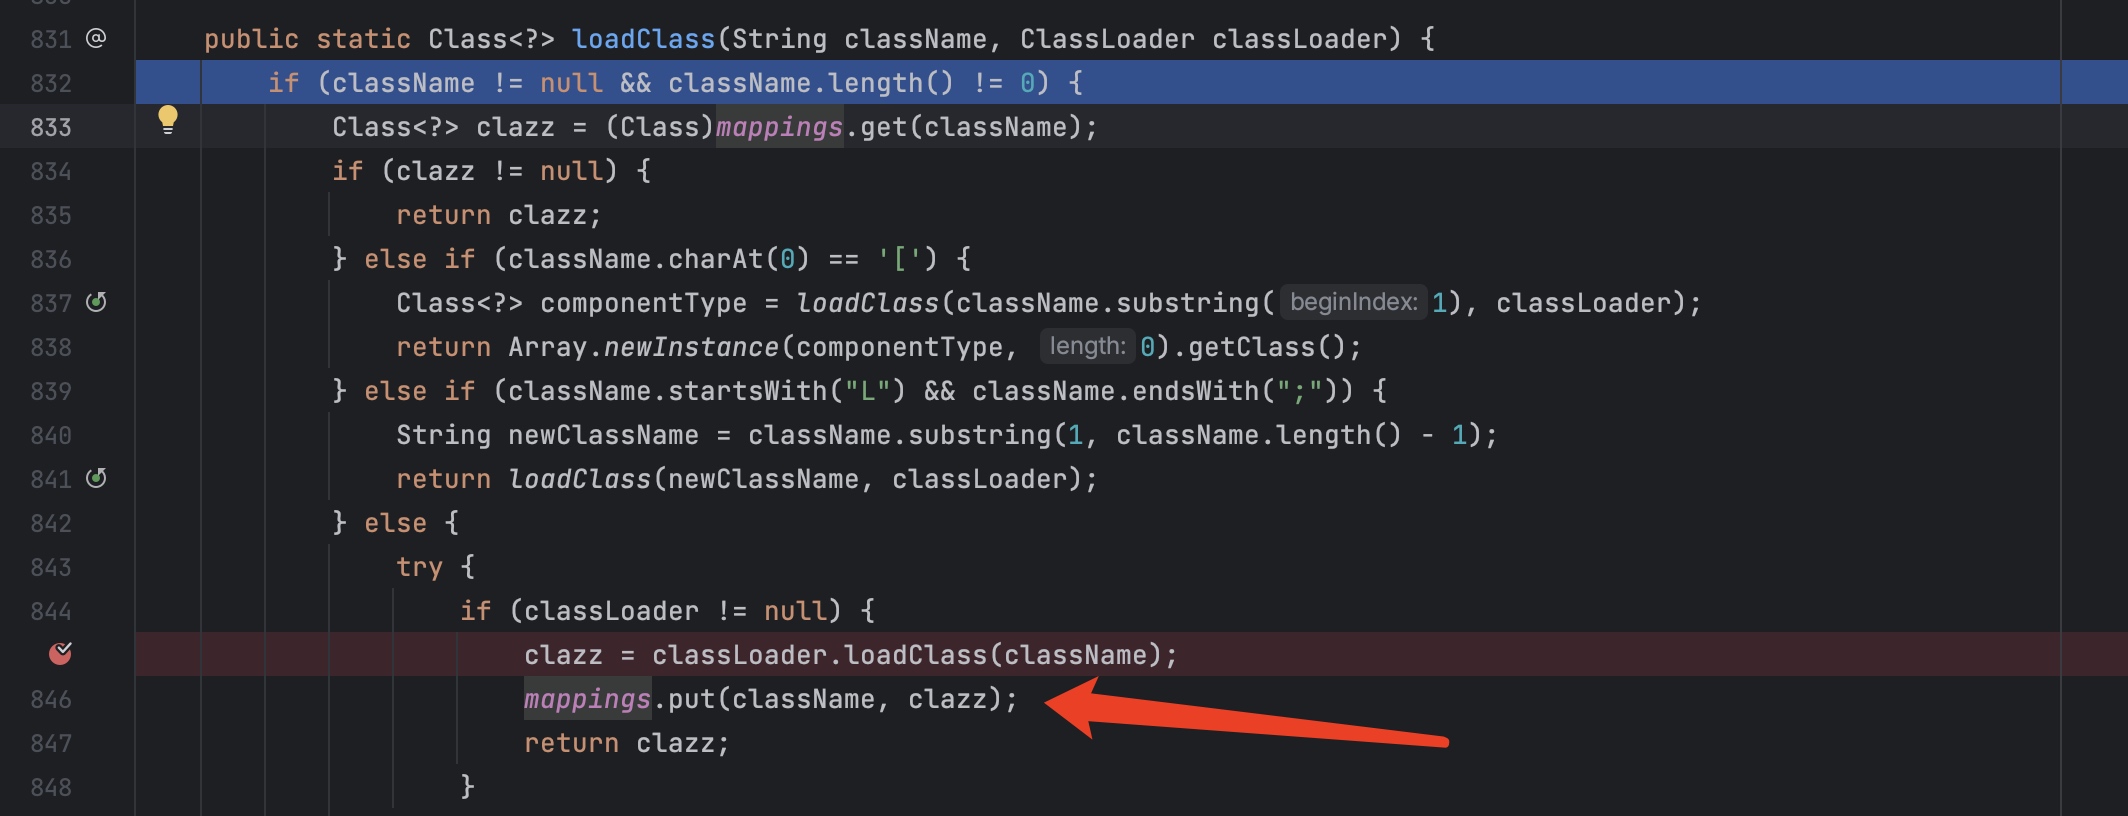 831 @ public static Class<?> loadClass(String className, ClassLoader classLoader) {
832 if (className != null && className.length() != 0) {
833 Class<?> clazz = (Class)mappings.get(className);
834 if (clazz != null) {
835 return clazz;
836 } else if (className.charAt(0) == '[') {
837 Class<?> componentType = loadClass(className.substring( beginIndex: 1), classLoader);
838 return Array.newInstance(componentType, length: 0).getClass();
839 } else if (className.startsWith("L") && className.endsWith(";")) {
840 String newClassName = className.substring(1, className.length() - 1);
841 return loadClass(newClassName, classLoader);
842 } else {
843 try {
844 if (classLoader != null) {
clazz = classLoader.loadClass(className);
846 mappings.put(className, clazz);
847 return clazz;
848 }